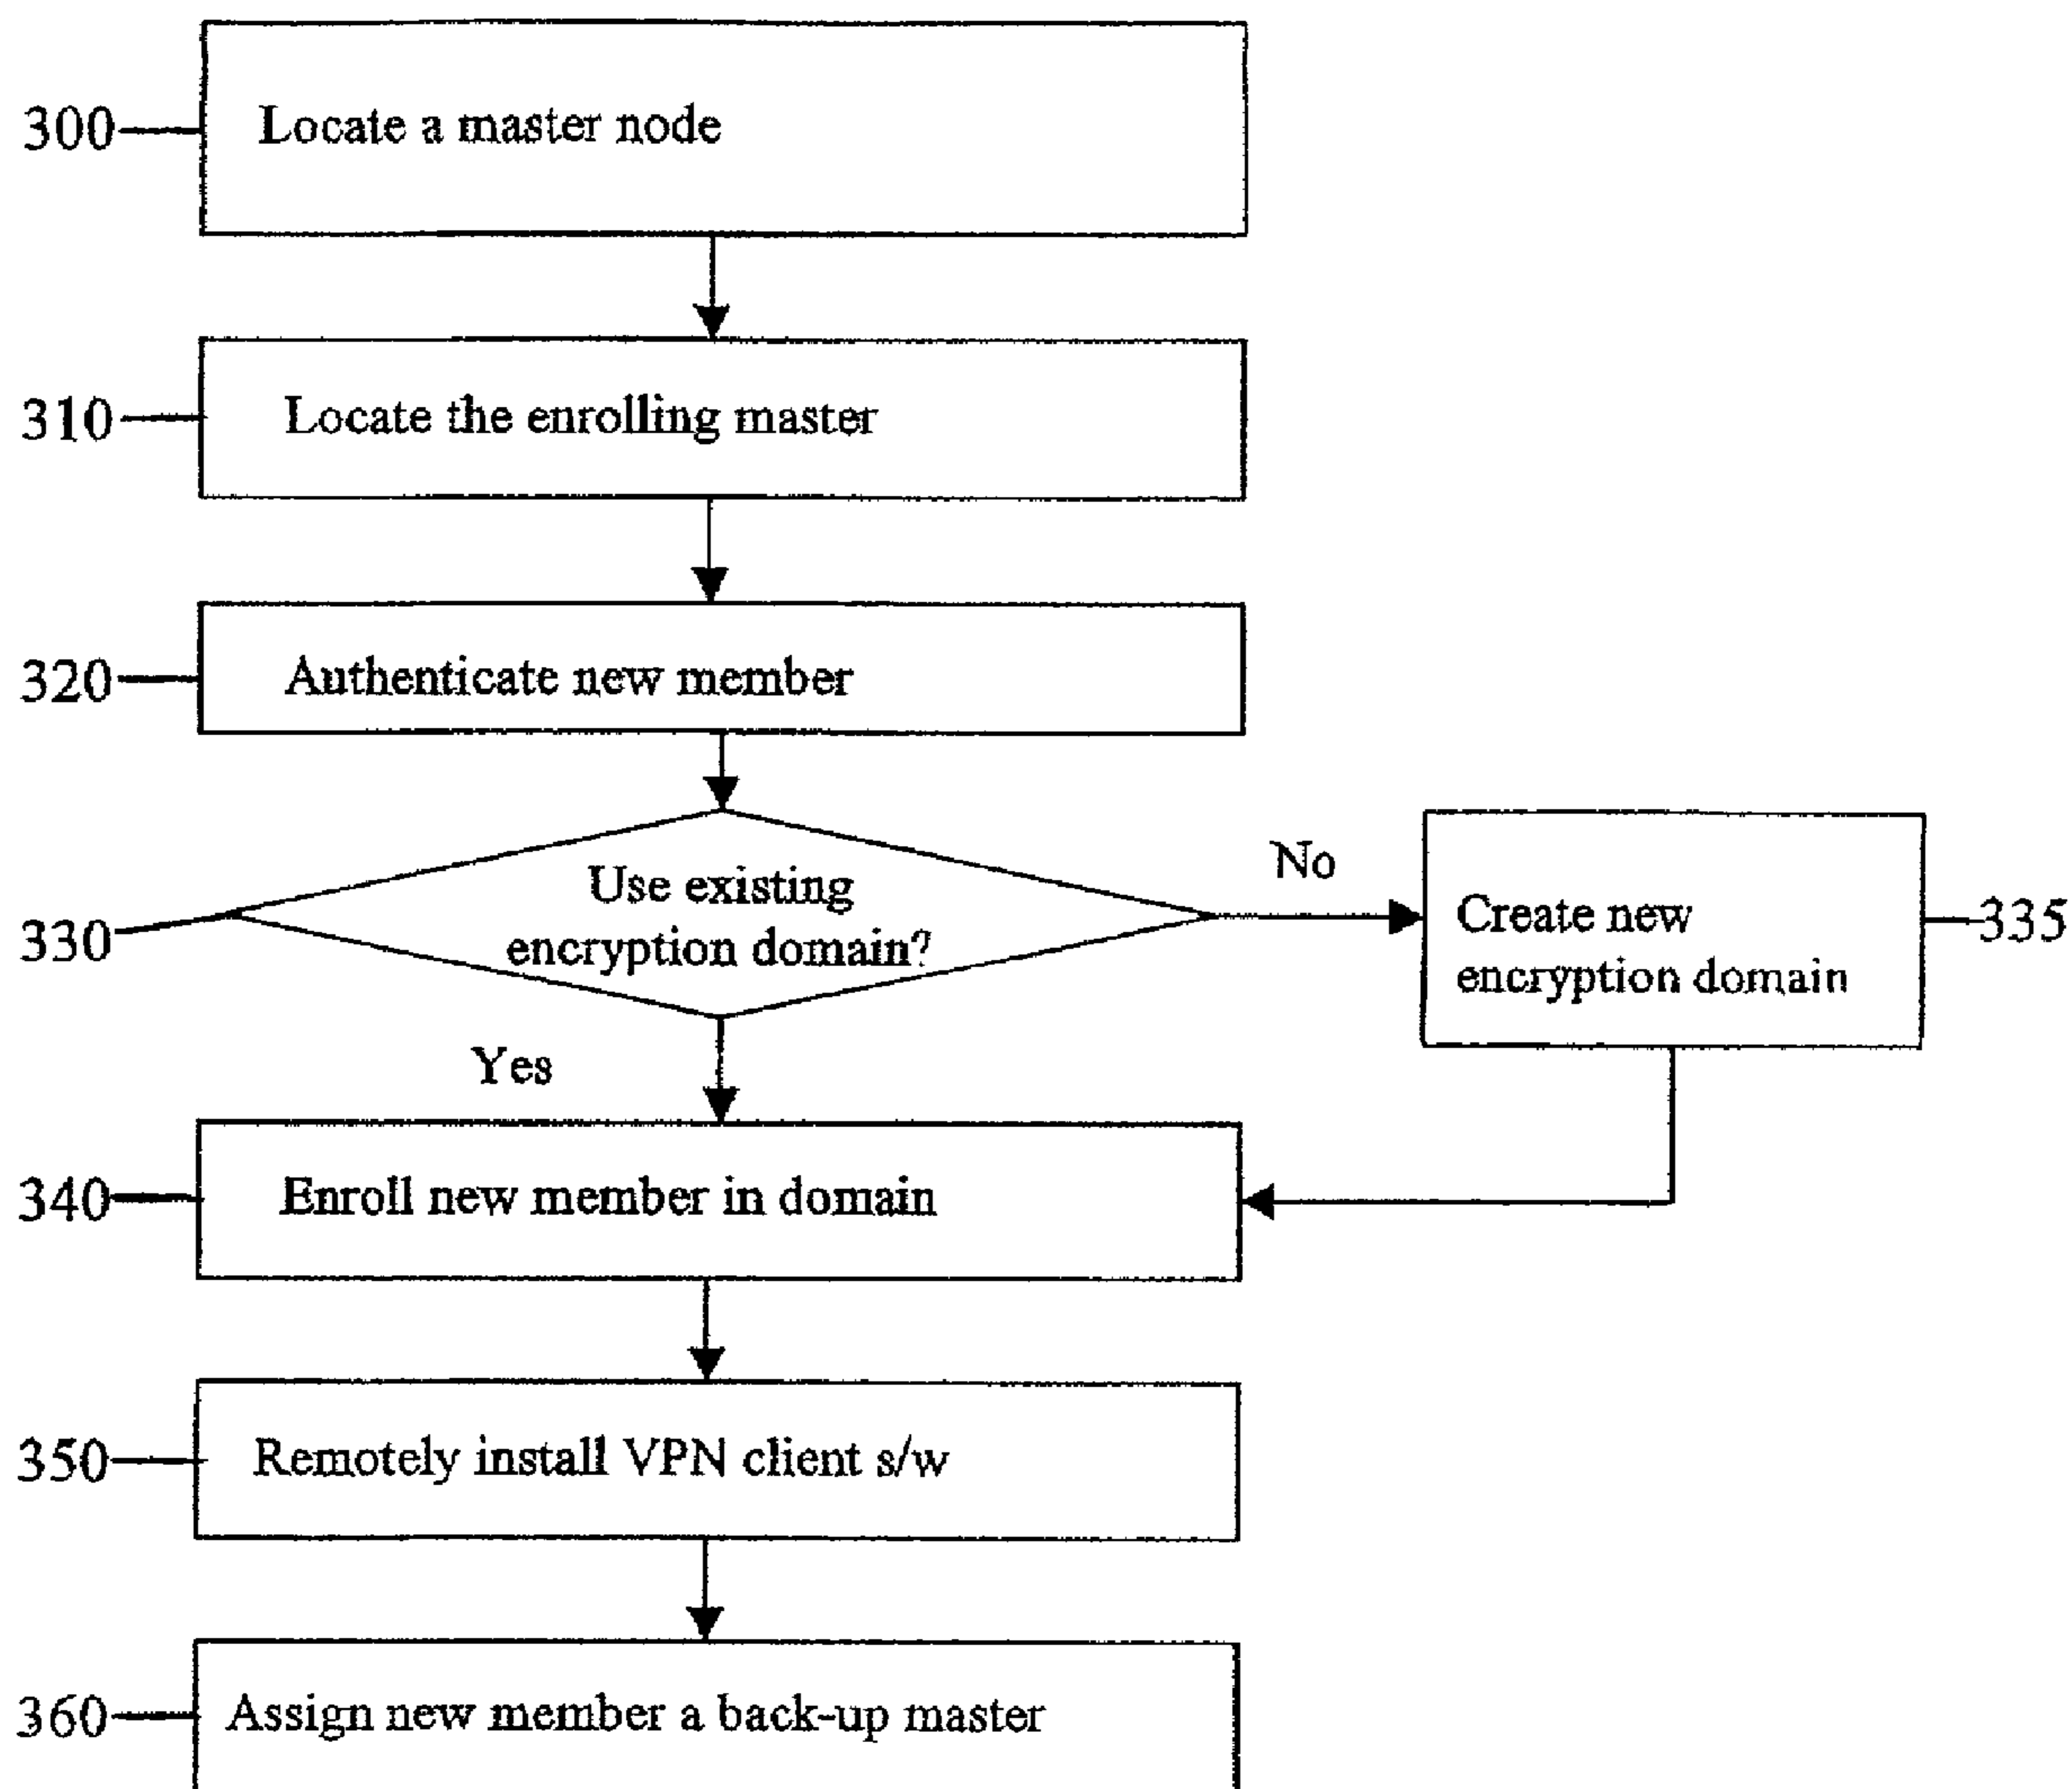 300
Locate a master node
310
Locate the enrolling master
320
Authenticate new member
330
Use existing
encryption domain?
No
Create new
encryption domain
335
Yes
340
Enroll new member in domain
350
Remotely install VPN client s/w
360
Assign new member a back-up master